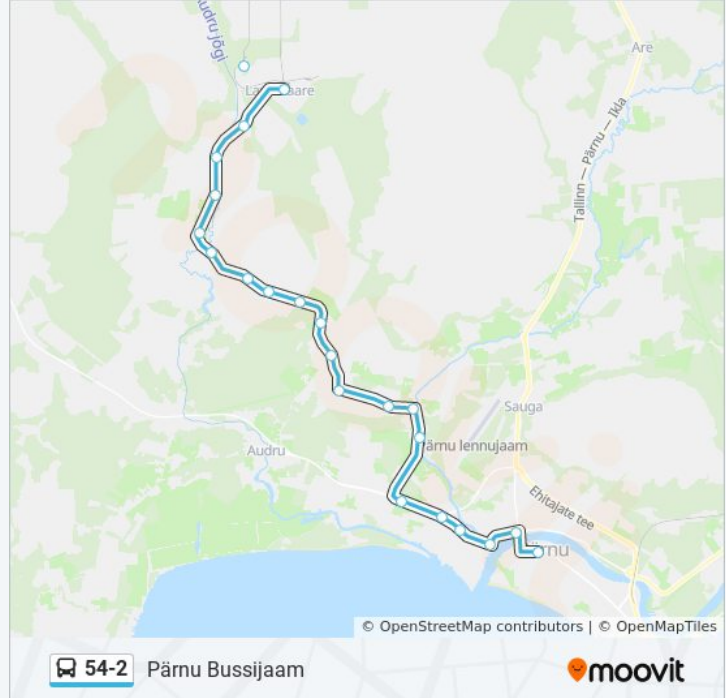 Audru jõgi
Are
Tallinn — Pärnu — Ikla
Sauga
Pärnu lennujaam
Audru
Ehitajate tee
© OpenStreetMap contributors | © OpenMapTiles
54-2 Pärnu Bussijaam
moovit